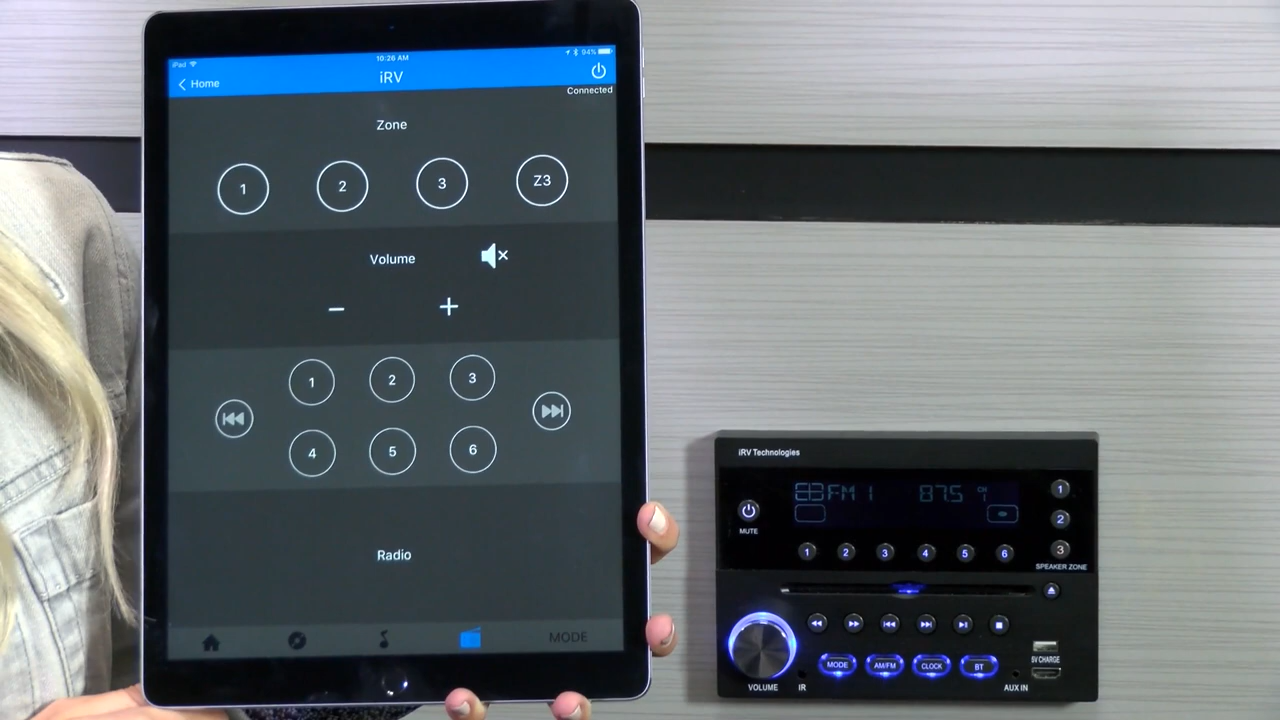 iPad
10:26 AM
94%
Home
iRV
Connected
Zone
1 2 3 Z3
Volume
1 2 3
4 5 6
Radio
MODE
iRV Technologies
FM 1 87.5 CH 1
MUTE
1 2 3 4 5 6
1
2
3
SPEAKER ZONE
5V CHARGE
MODE AM/FM CLOCK BT
VOLUME IR AUX IN